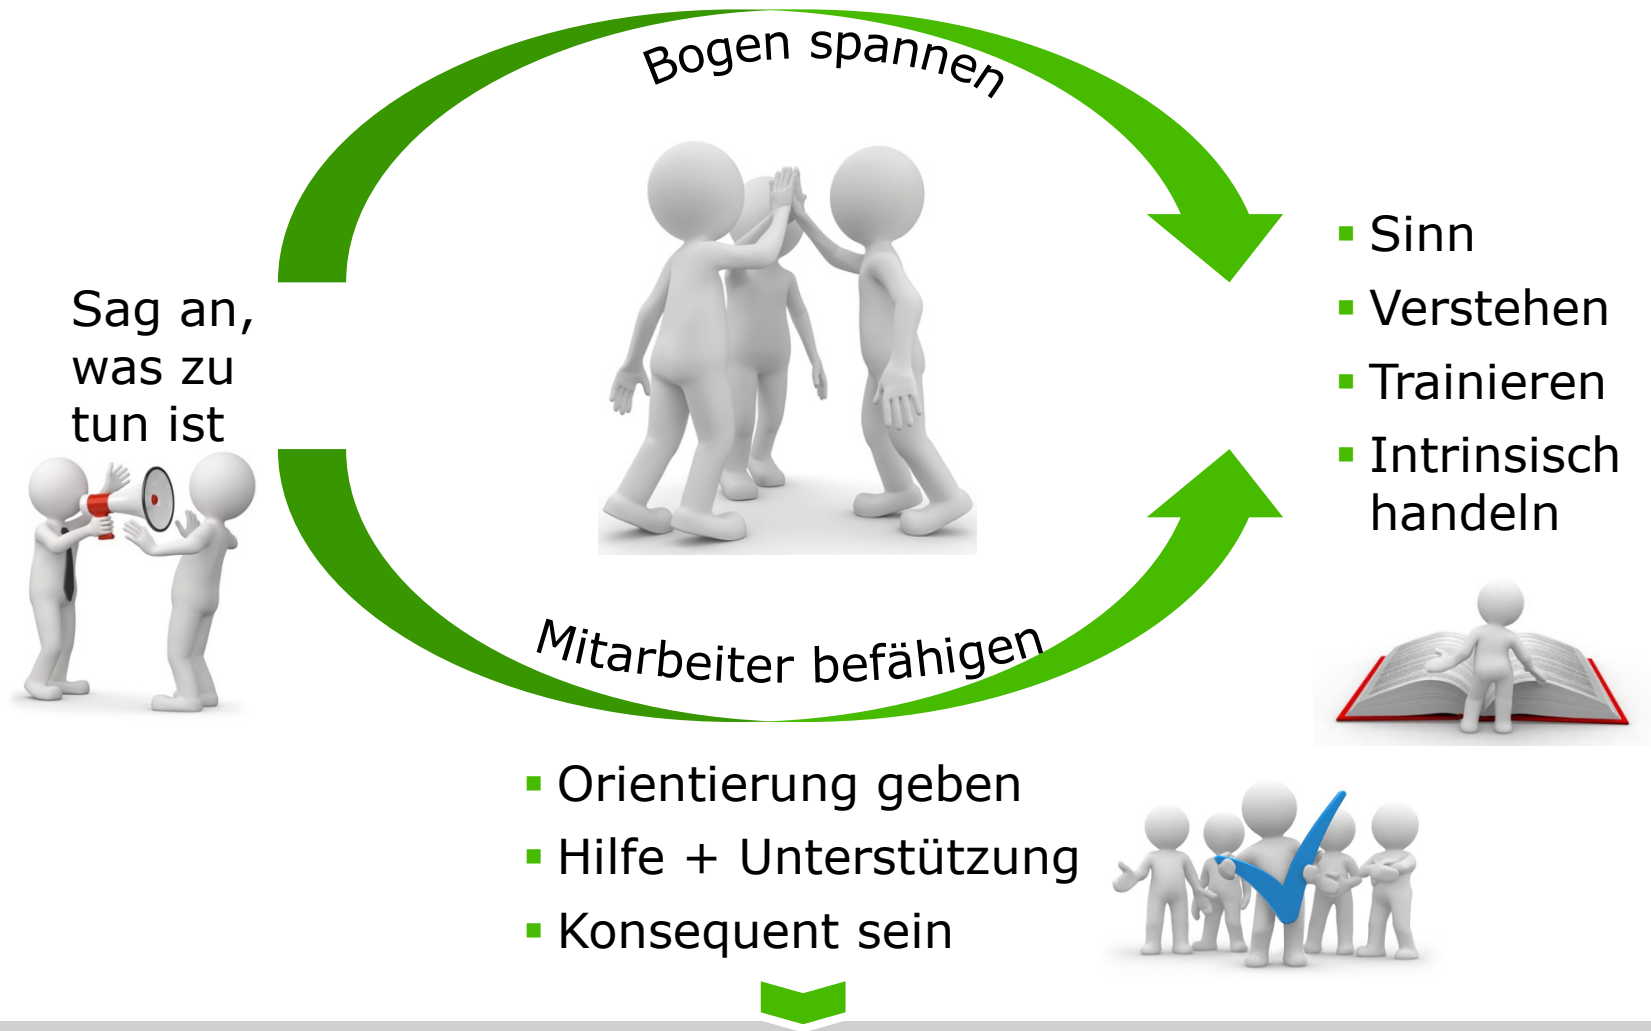 Bogen spannen
Sag an,
was zu
tun ist
Sinn
Verstehen
Trainieren
Intrinsisch
handeln
Mitarbeiter befähigen
Orientierung geben
Hilfe + Unterstützung
Konsequent sein